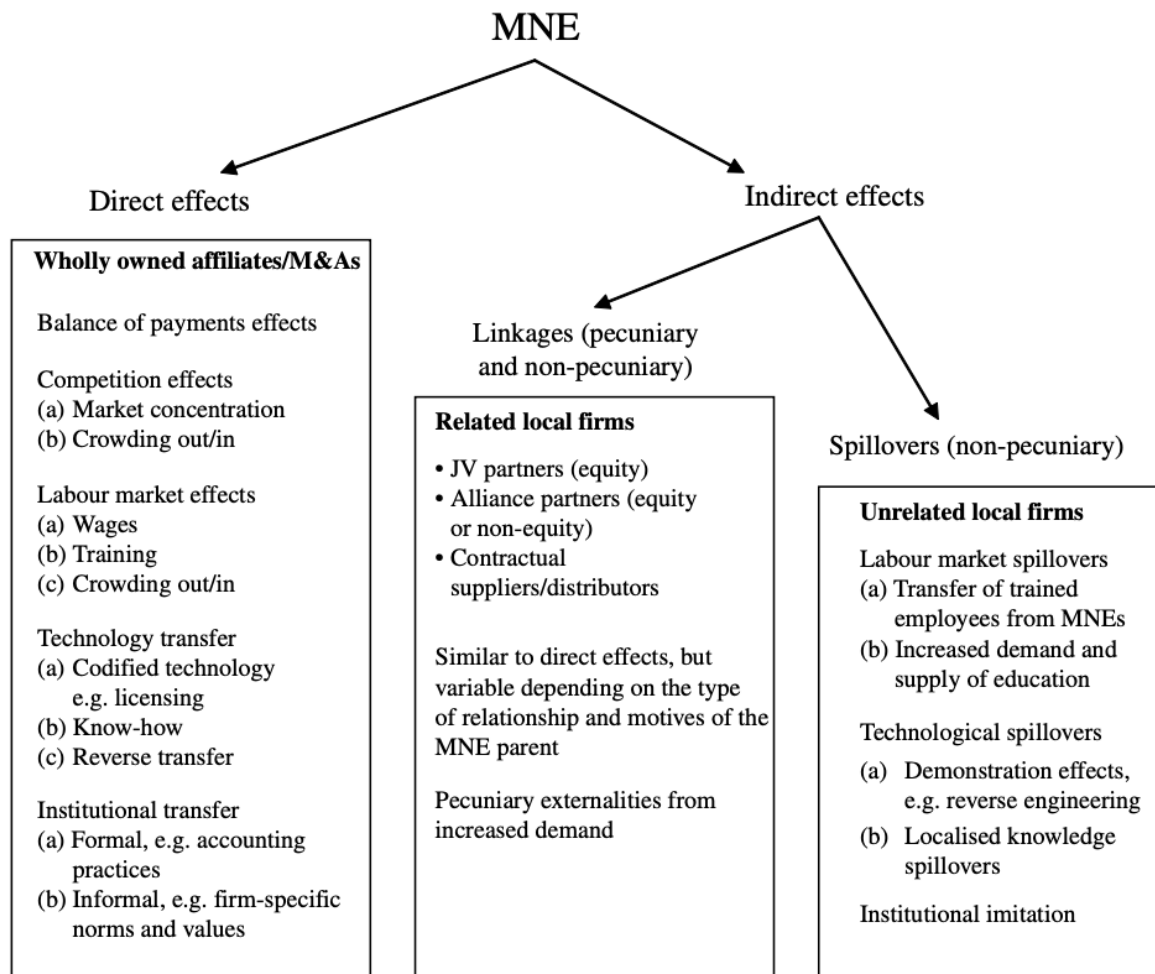 MNE
Direct effects
Wholly owned affiliates/M&As
Balance of payments effects
Competition effects
(a) Market concentration
(b) Crowding out/in
Labour market effects
(a) Wages
(b) Training
(c) Crowding out/in
Technology transfer
(a) Codified technology
e.g. licensing
(b) Know-how
(c) Reverse transfer
Institutional transfer
(a) Formal, e.g. accounting
practices
(b) Informal, e.g. firm-specific
norms and values
Indirect effects
Linkages (pecuniary
and non-pecuniary)
Related local firms
• JV partners (equity)
• Alliance partners (equity
or non-equity)
• Contractual
suppliers/distributors
Similar to direct effects, but
variable depending on the type
of relationship and motives of the
MNE parent
Pecuniary externalities from
increased demand
Spillovers (non-pecuniary)
Unrelated local firms
Labour market spillovers
(a) Transfer of trained
employees from MNEs
(b) Increased demand and
supply of education
Technological spillovers
(a) Demonstration effects,
e.g. reverse engineering
(b) Localised knowledge
spillovers
Institutional imitation